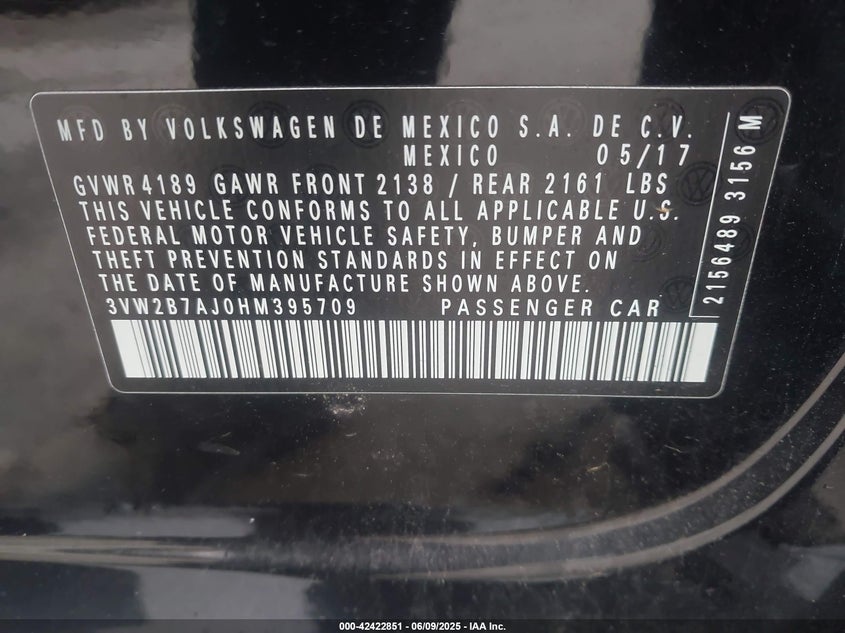 MFD BY VOLKSWAGEN DE MEXICO S.A. DE C.V.
MEXICO 05/17
GVWR 4189 GAWR FRONT 2138 / REAR 2161 LBS
THIS VEHICLE CONFORMS TO ALL APPLICABLE U.S.
FEDERAL MOTOR VEHICLE SAFETY, BUMPER AND
THEFT PREVENTION STANDARDS IN EFFECT ON
THE DATE OF MANUFACTURE SHOWN ABOVE.
3VW2B7AJ0HM395709 PASSENGER CAR
2156489 3156 M
000-42422851 / 06/09/2025 - IAA Inc.